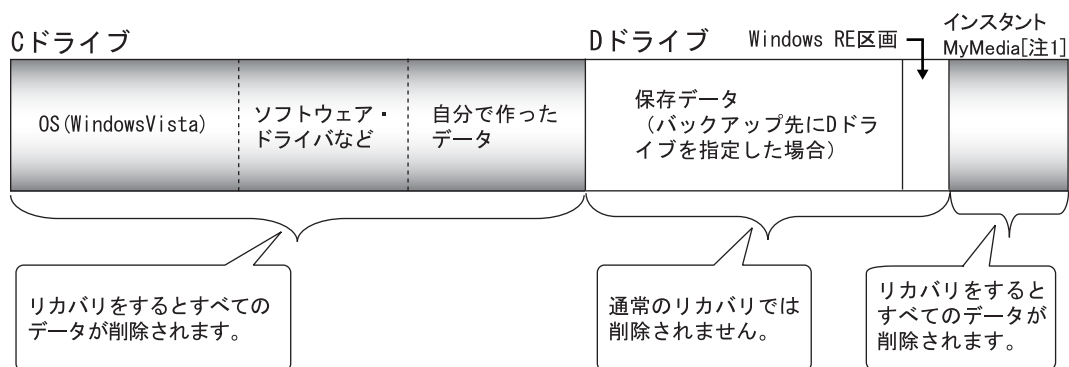 Cドライブ
Dドライブ
Windows RE区画
インスタント
MyMedia[注1]
OS(WindowsVista)
ソフトウェア・
ドライバなど
自分で作った
データ
保存データ
(バックアップ先にDドラ
イブを指定した場合)
リカバリをするとすべての
データが削除されます。
通常のリカバリでは
削除されません。
リカバリをすると
すべてのデータが
削除されます。